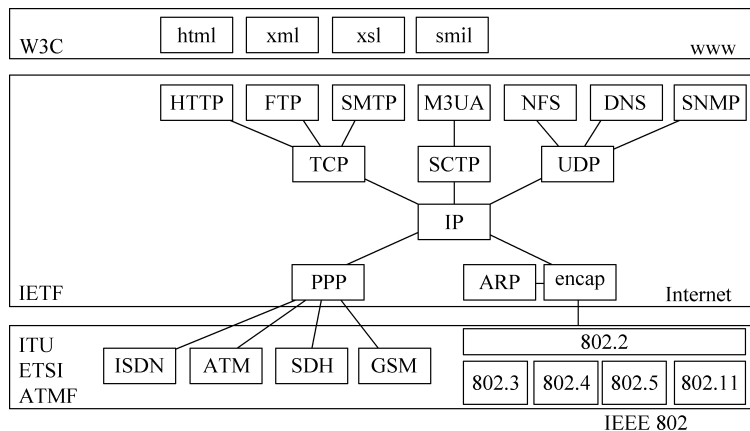 html xml xsl smil
W3C www
HTTP FTP SMTP M3UA NFS DNS SNMP
TCP SCTP UDP
IP
PPP ARP encap
IETF Internet
ITU
ETSI
ATMF
ISDN ATM SDH GSM
802.2
802.3 802.4 802.5 802.11
IEEE 802